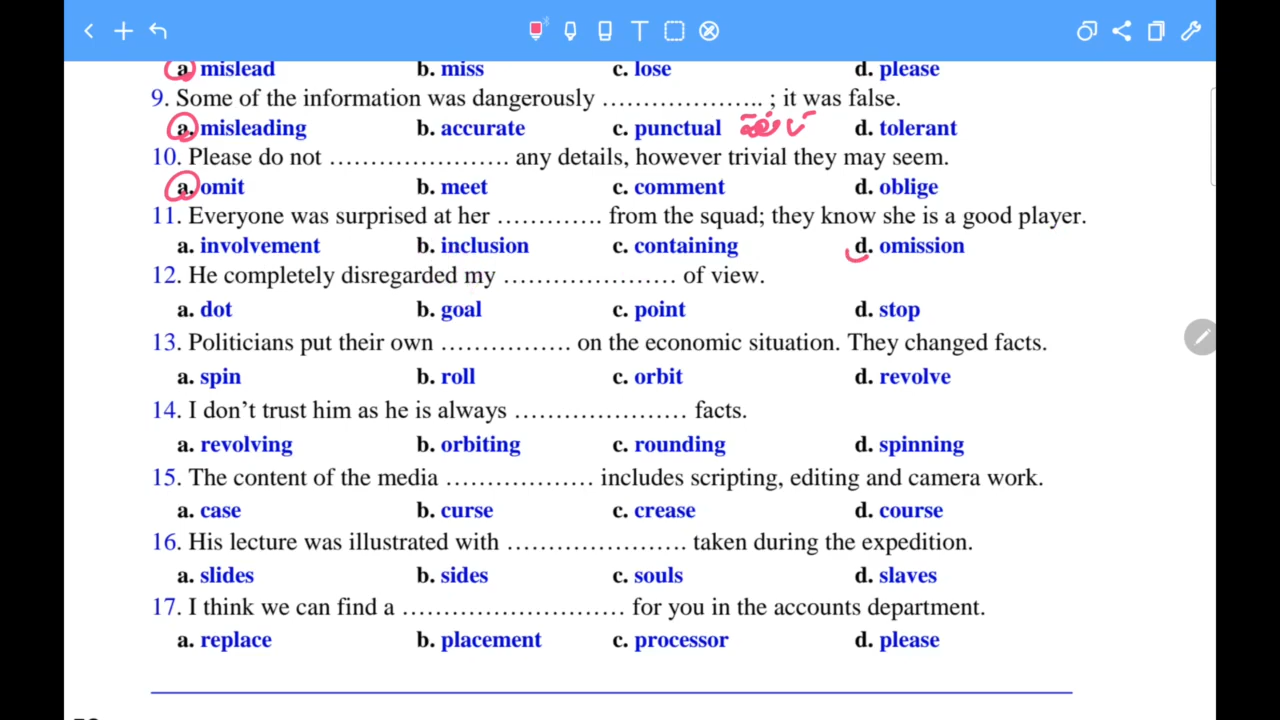 a. mislead b. miss c. lose d. please
9. Some of the information was dangerously ………………….. ; it was false.
a. misleading b. accurate c. punctual d. tolerant
10. Please do not ……………………. any details, however trivial they may seem.
a. omit b. meet c. comment d. oblige
11. Everyone was surprised at her …………. from the squad; they know she is a good player.
a. involvement b. inclusion c. containing d. omission
12. He completely disregarded my …………………. of view.
a. dot b. goal c. point d. stop
13. Politicians put their own ……………. on the economic situation. They changed facts.
a. spin b. roll c. orbit d. revolve
14. I don’t trust him as he is always ………………… facts.
a. revolving b. orbiting c. rounding d. spinning
15. The content of the media ……………… includes scripting, editing and camera work.
a. case b. curse c. crease d. course
16. His lecture was illustrated with …………………. taken during the expedition.
a. slides b. sides c. souls d. slaves
17. I think we can find a ……………………… for you in the accounts department.
a. replace b. placement c. processor d. please